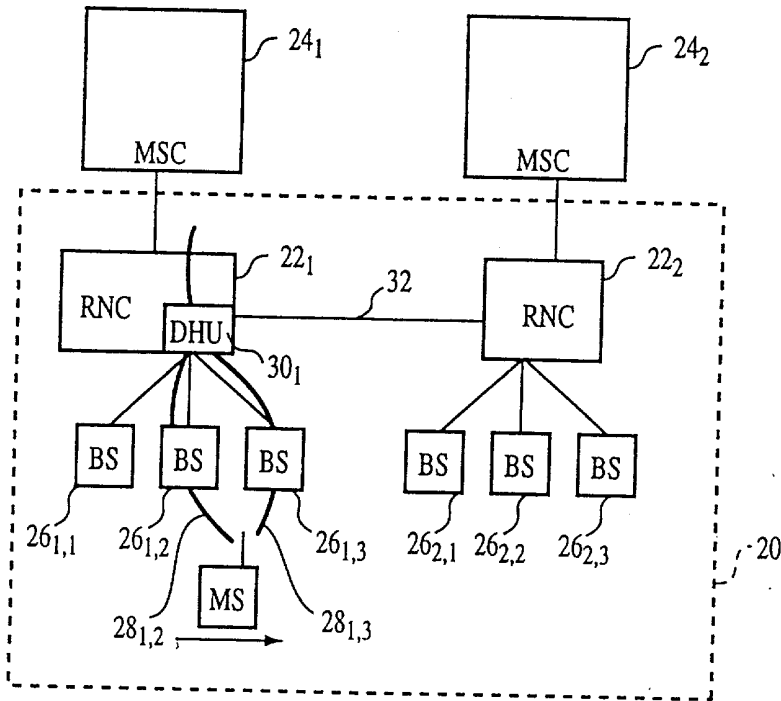 24₁
24₂
MSC
MSC
22₁
22₂
32
RNC
DHU
RNC
30₁
BS
BS
BS
BS
BS
BS
26₁,₁
26₁,₂
26₁,₃
26₂,₁
26₂,₂
26₂,₃
20
MS
28₁,₂
28₁,₃